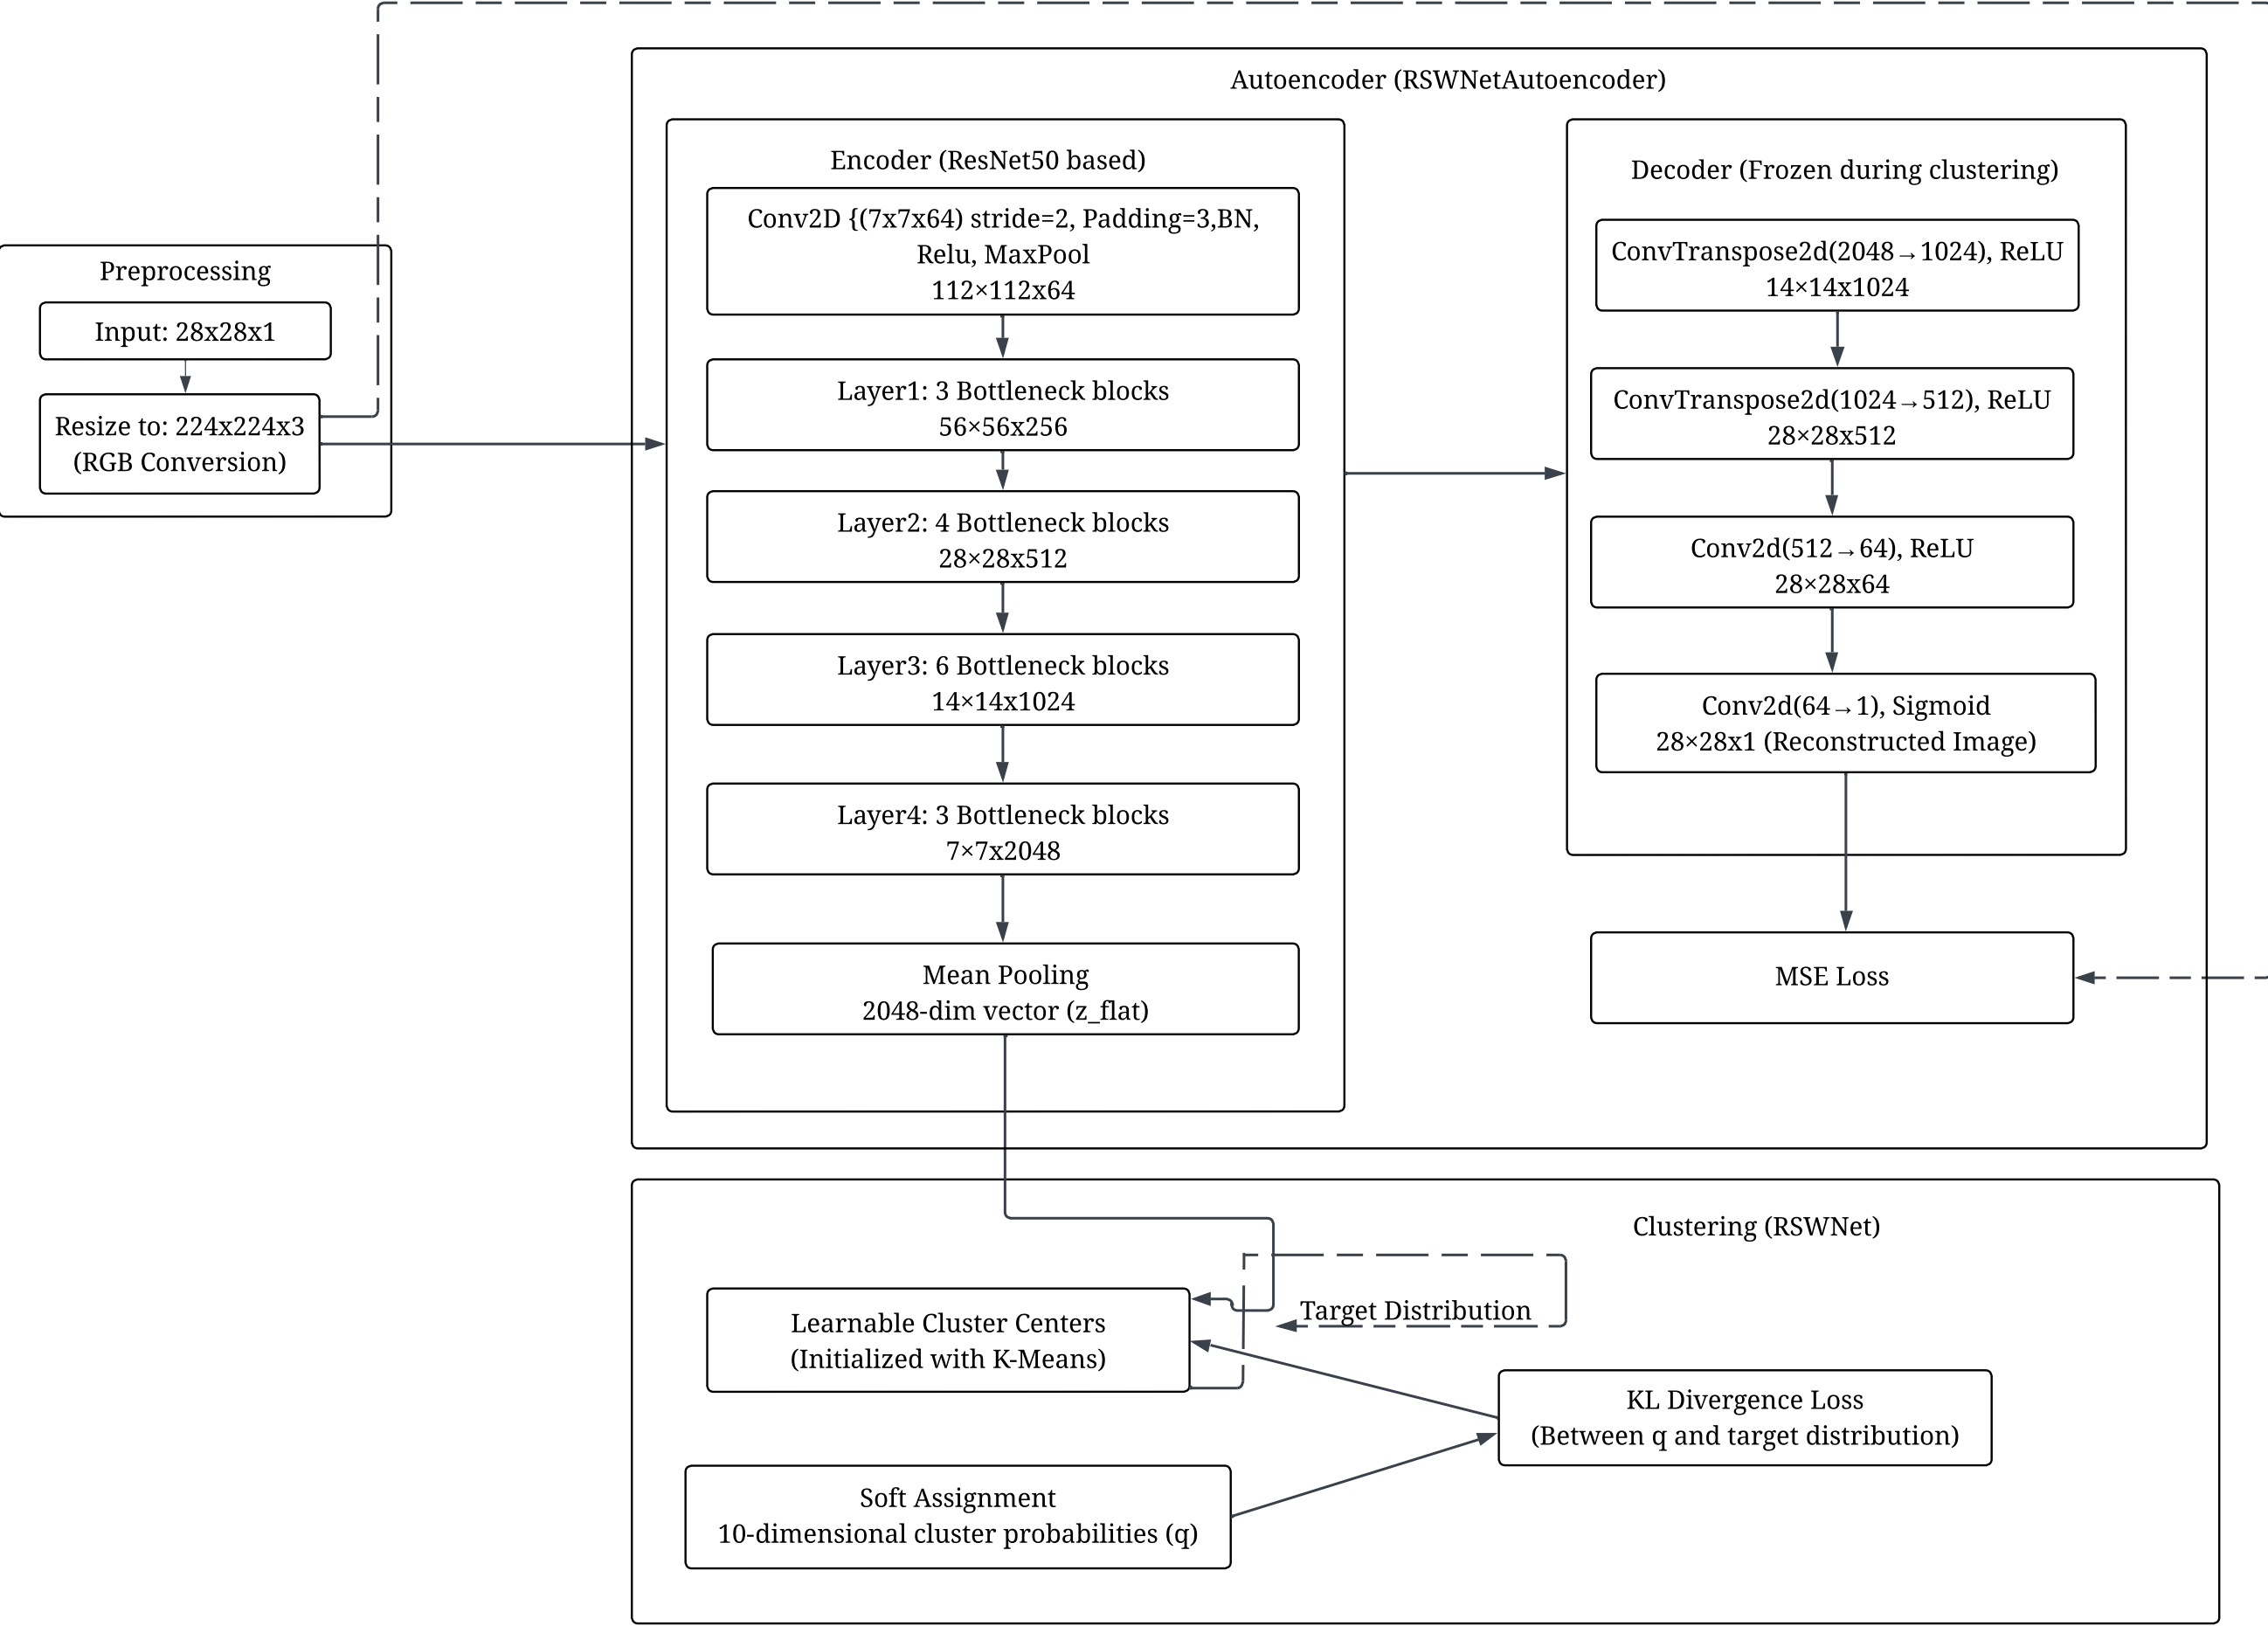 Preprocessing
Input: 28x28x1
Resize to: 224x224x3
(RGB Conversion)
Autoencoder (RSWNetAutoencoder)
Encoder (ResNet50 based)
Conv2D {(7x7x64) stride=2, Padding=3,BN,
Relu, MaxPool
112×112x64
Layer1: 3 Bottleneck blocks
56×56x256
Layer2: 4 Bottleneck blocks
28×28x512
Layer3: 6 Bottleneck blocks
14×14x1024
Layer4: 3 Bottleneck blocks
7×7x2048
Mean Pooling
2048-dim vector (z_flat)
Decoder (Frozen during clustering)
ConvTranspose2d(2048→1024), ReLU
14×14x1024
ConvTranspose2d(1024→512), ReLU
28×28x512
Conv2d(512→64), ReLU
28×28x64
Conv2d(64→1), Sigmoid
28×28x1 (Reconstructed Image)
MSE Loss
Clustering (RSWNet)
Learnable Cluster Centers
(Initialized with K-Means)
Target Distribution
KL Divergence Loss
(Between q and target distribution)
Soft Assignment
10-dimensional cluster probabilities (q)